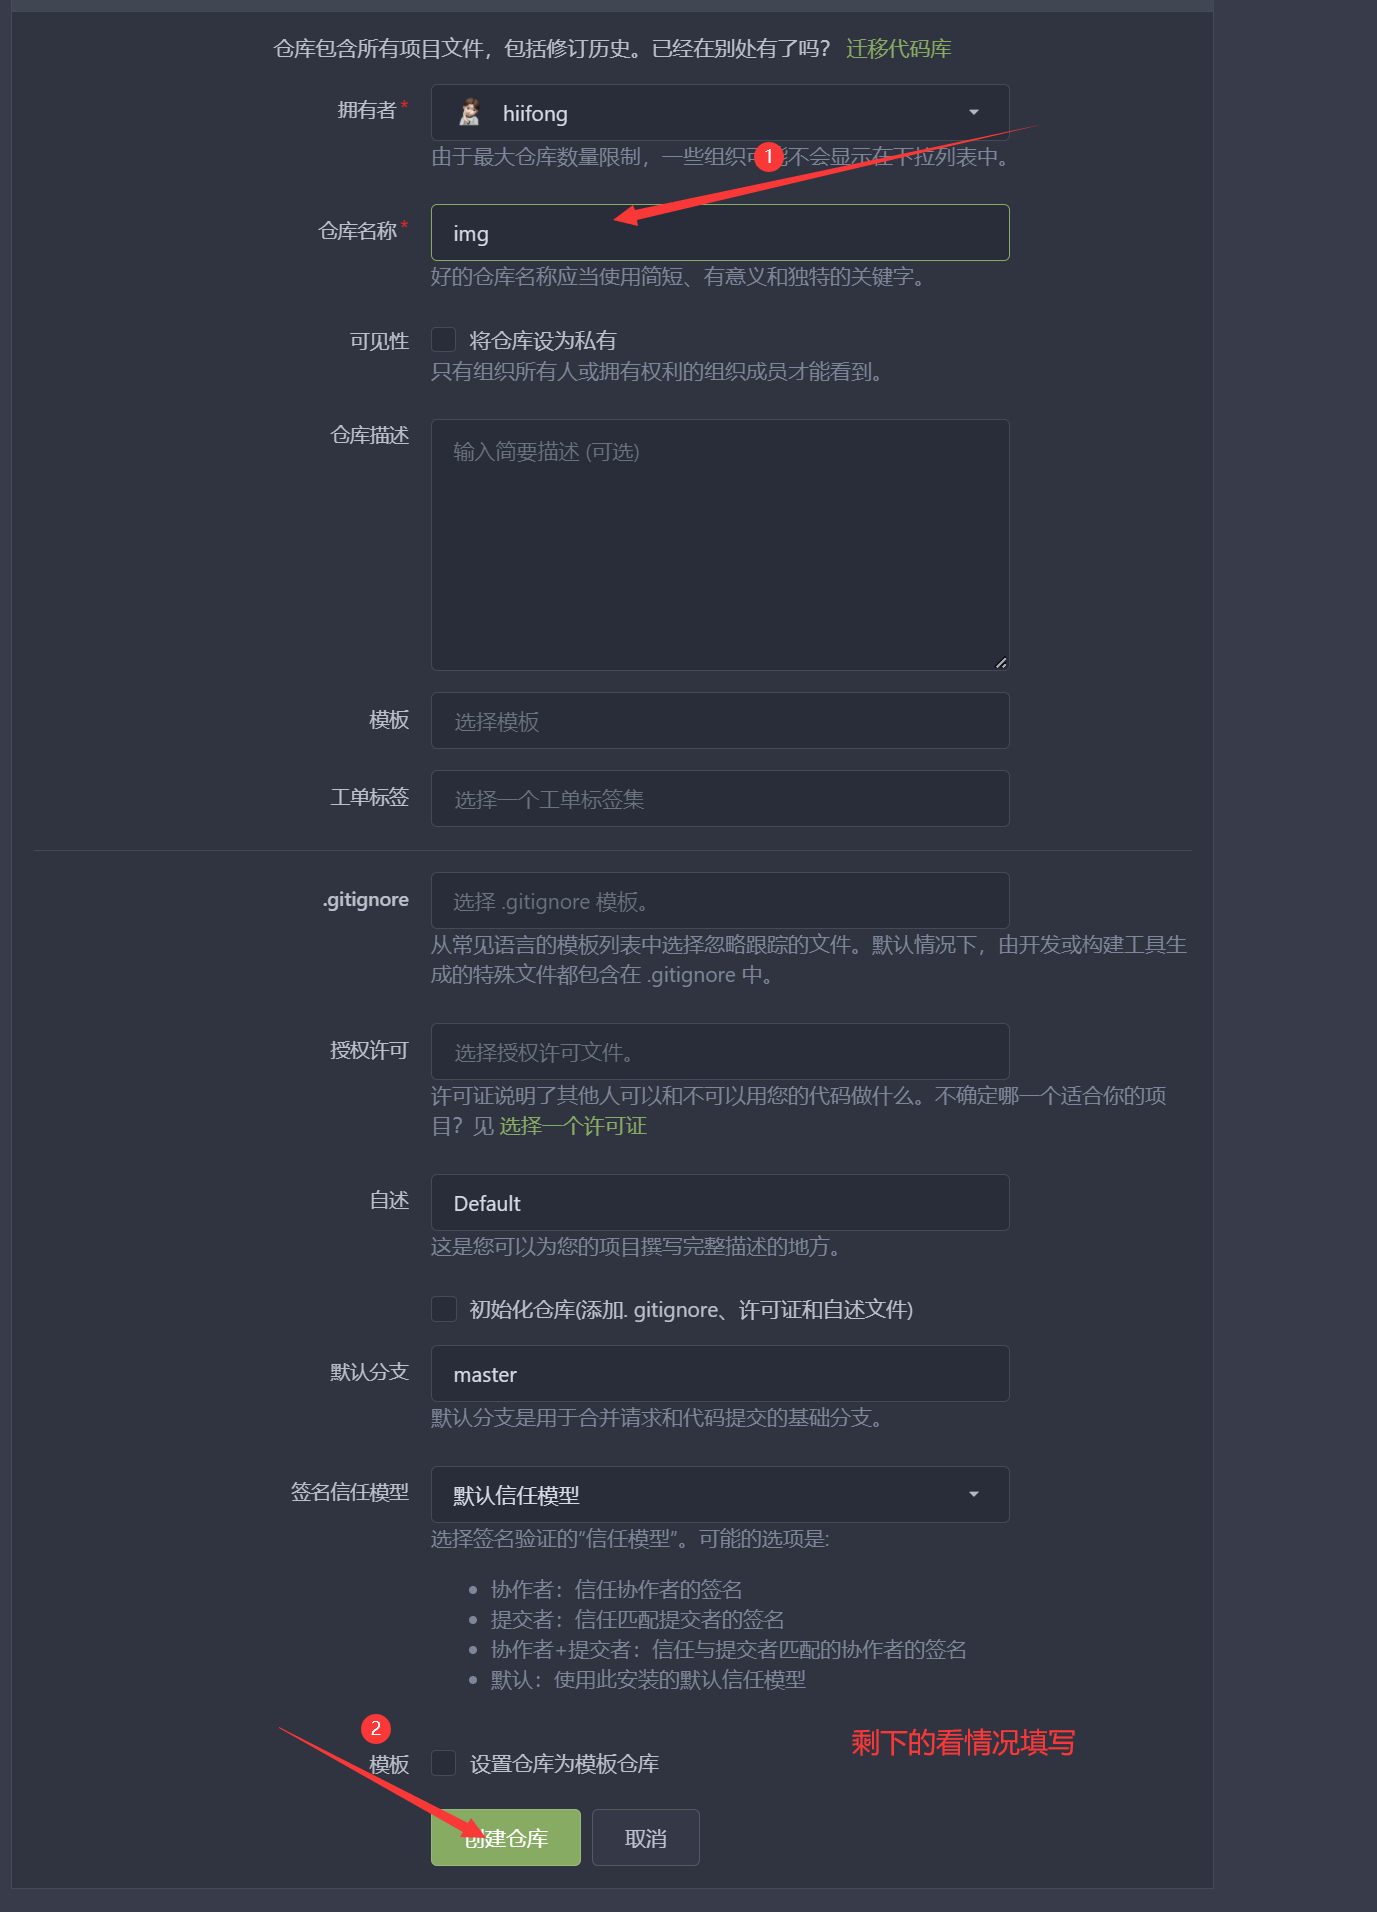 仓库包含所有项目文件，包括修订历史。已经在别处有了吗？ 迁移代码库
拥有者*
hiifong
由于最大仓库数量限制，一些组织可能不会显示在下拉列表中。
1
仓库名称*
img
好的仓库名称应当使用简短、有意义和独特的关键字。
可见性
将仓库设为私有
只有组织所有人或拥有权利的组织成员才能看到。
仓库描述
输入简要描述 (可选)
模板
选择模板
工单标签
选择一个工单标签集
.gitignore
选择 .gitignore 模板。
从常见语言的模板列表中选择忽略跟踪的文件。默认情况下，由开发或构建工具生
成的特殊文件都包含在 .gitignore 中。
授权许可
选择授权许可文件。
许可证说明了其他人可以和不可以用您的代码做什么。不确定哪一个适合你的项
目？见 选择一个许可证
自述
Default
这是您可以为您的项目撰写完整描述的地方。
初始化仓库(添加. gitignore、许可证和自述文件)
默认分支
master
默认分支是用于合并请求和代码提交的基础分支。
签名信任模型
默认信任模型
选择签名验证的“信任模型”。可能的选项是:
协作者：信任协作者的签名
提交者：信任匹配提交者的签名
协作者+提交者：信任与提交者匹配的协作者的签名
默认：使用此安装的默认信任模型
2
剩下的看情况填写
模板
设置仓库为模板仓库
创建仓库
取消